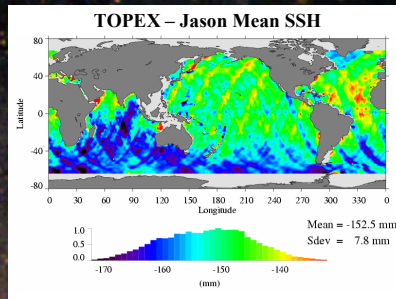 TOPEX – Jason Mean SSH
80
40
0
-40
-80
Latitude
0 30 60 90 120 150 180 210 240 270 300 330 0
Longitude
1.0
0.5
0.0
-170 -160 -150 -140
(mm)
Mean = -152.5 mm
Sdev = 7.8 mm